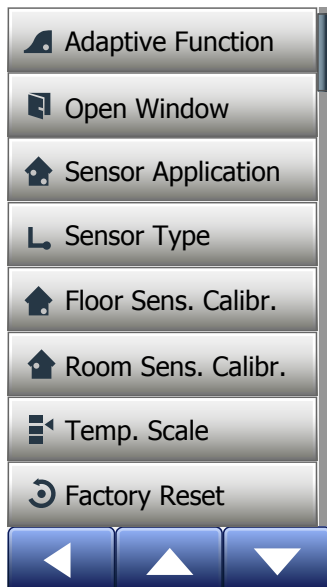 Adaptive Function
Open Window
Sensor Application
Sensor Type
Floor Sens. Calibr.
Room Sens. Calibr.
Temp. Scale
Factory Reset